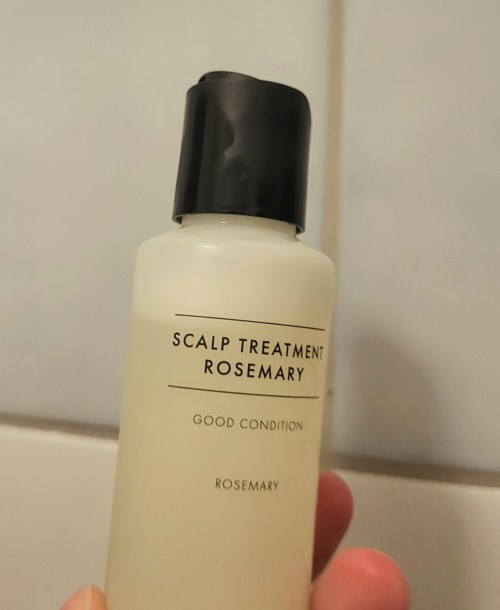 SCALP TREATMENT
ROSEMARY
GOOD CONDITION
ROSEMARY